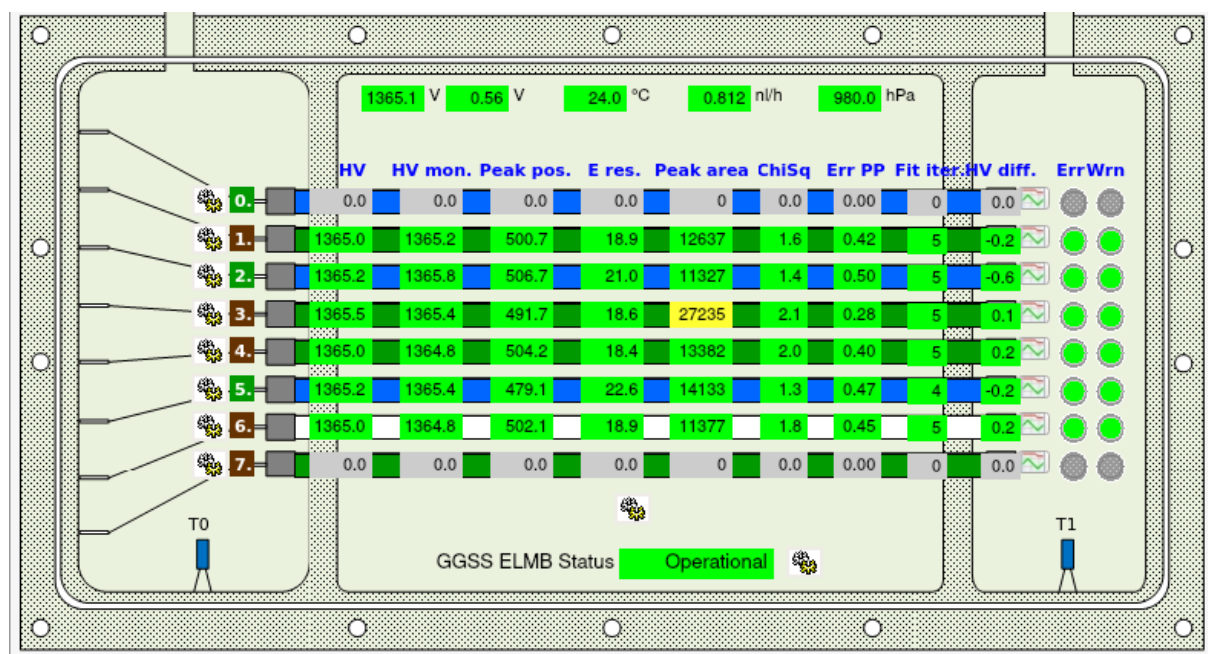 1365.1 V 0.56 V 24.0 °C 0.812 nl/h 980.0 hPa
HV HV mon. Peak pos. E res. Peak area ChiSq Err PP Fit iter. HV diff. Err Wrn
0. 0.0 0.0 0.0 0.0 0 0.0 0.00 0 0.0
1. 1365.0 1365.2 500.7 18.9 12637 1.6 0.42 5 -0.2
2. 1365.2 1365.8 506.7 21.0 11327 1.4 0.50 5 -0.6
3. 1365.5 1365.4 491.7 18.6 27235 2.1 0.28 5 0.1
4. 1365.0 1364.8 504.2 18.4 13382 2.0 0.40 5 0.2
5. 1365.2 1365.4 479.1 22.6 14133 1.3 0.47 4 -0.2
6. 1365.0 1364.8 502.1 18.9 11377 1.8 0.45 5 0.2
7. 0.0 0.0 0.0 0.0 0 0.0 0.00 0 0.0
T0 T1
GGSS ELMB Status Operational